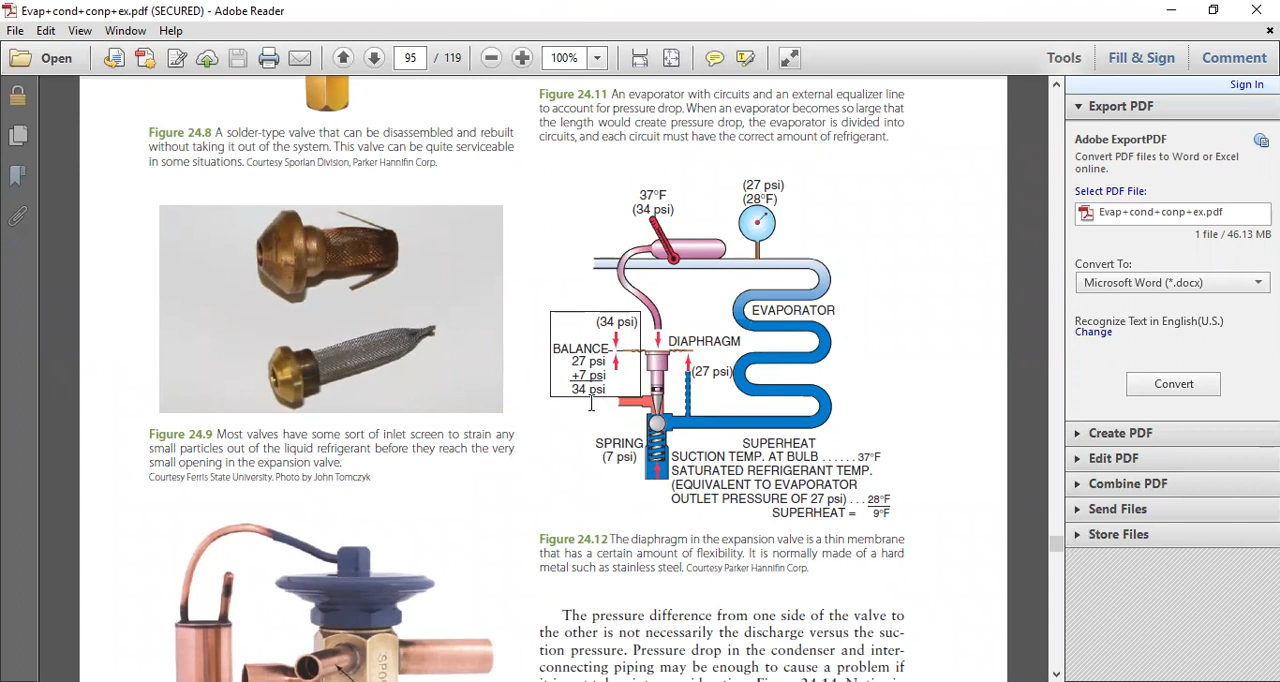 Evap+cond+conp+ex.pdf (SECURED) - Adobe Reader
File Edit View Window Help
Open 95 / 119 100% Tools Fill & Sign Comment
Figure 24.8 A solder-type valve that can be disassembled and rebuilt
without taking it out of the system. This valve can be quite serviceable
in some situations. Courtesy Sporlan Division, Parker Hannifin Corp.
Figure 24.9 Most valves have some sort of inlet screen to strain any
small particles out of the liquid refrigerant before they reach the very
small opening in the expansion valve.
Courtesy Ferris State University. Photo by John Tomczyk
Figure 24.11 An evaporator with circuits and an external equalizer line
to account for pressure drop. When an evaporator becomes so large that
the length would create pressure drop, the evaporator is divided into
circuits, and each circuit must have the correct amount of refrigerant.
37°F
(34 psi)
(27 psi)
(28°F)
EVAPORATOR
(34 psi)
DIAPHRAGM
BALANCE
27 psi
+7 psi
34 psi
(27 psi)
SPRING
(7 psi)
SUPERHEAT
SUCTION TEMP. AT BULB ...... 37°F
SATURATED REFRIGERANT TEMP.
(EQUIVALENT TO EVAPORATOR
OUTLET PRESSURE OF 27 psi) ... 28°F
SUPERHEAT = 9°F
Figure 24.12 The diaphragm in the expansion valve is a thin membrane
that has a certain amount of flexibility. It is normally made of a hard
metal such as stainless steel. Courtesy Parker Hannifin Corp.
The pressure difference from one side of the valve to
the other is not necessarily the discharge versus the suc-
tion pressure. Pressure drop in the condenser and inter-
connecting piping may be enough to cause a problem if
Sign In
Export PDF
Adobe ExportPDF
Convert PDF files to Word or Excel
online.
Select PDF File:
Evap+cond+conp+ex.pdf
1 file / 46.13 MB
Convert To:
Microsoft Word (*.docx)
Recognize Text in English(U.S.)
Change
Convert
Create PDF
Edit PDF
Combine PDF
Send Files
Store Files